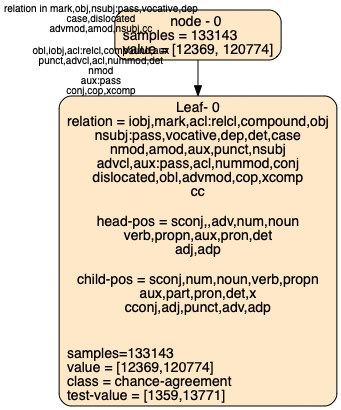 relation in mark,obj,nsubj:pass,vocative,dep
case,dislocated
advmod,amod,nsubj,cc
obl,iobj,acl:relcl,compound,aux
punct,advcl,acl,nummod,det
nmod
aux:pass
conj,cop,xcomp
node - 0
samples = 133143
value = [12369, 120774]
Leaf- 0
relation = iobj,mark,acl:relcl,compound,obj
nsubj:pass,vocative,dep,det,case
nmod,amod,aux,punct,nsubj
advcl,aux:pass,acl,nummod,conj
dislocated,obl,advmod,cop,xcomp
cc
head-pos = sconj,,adv,num,noun
verb,propn,aux,pron,det
adj,adp
child-pos = sconj,num,noun,verb,propn
aux,part,pron,det,x
cconj,adj,punct,adv,adp
samples=133143
value = [12369, 120774]
class = chance-agreement
test-value = [1359, 13771]